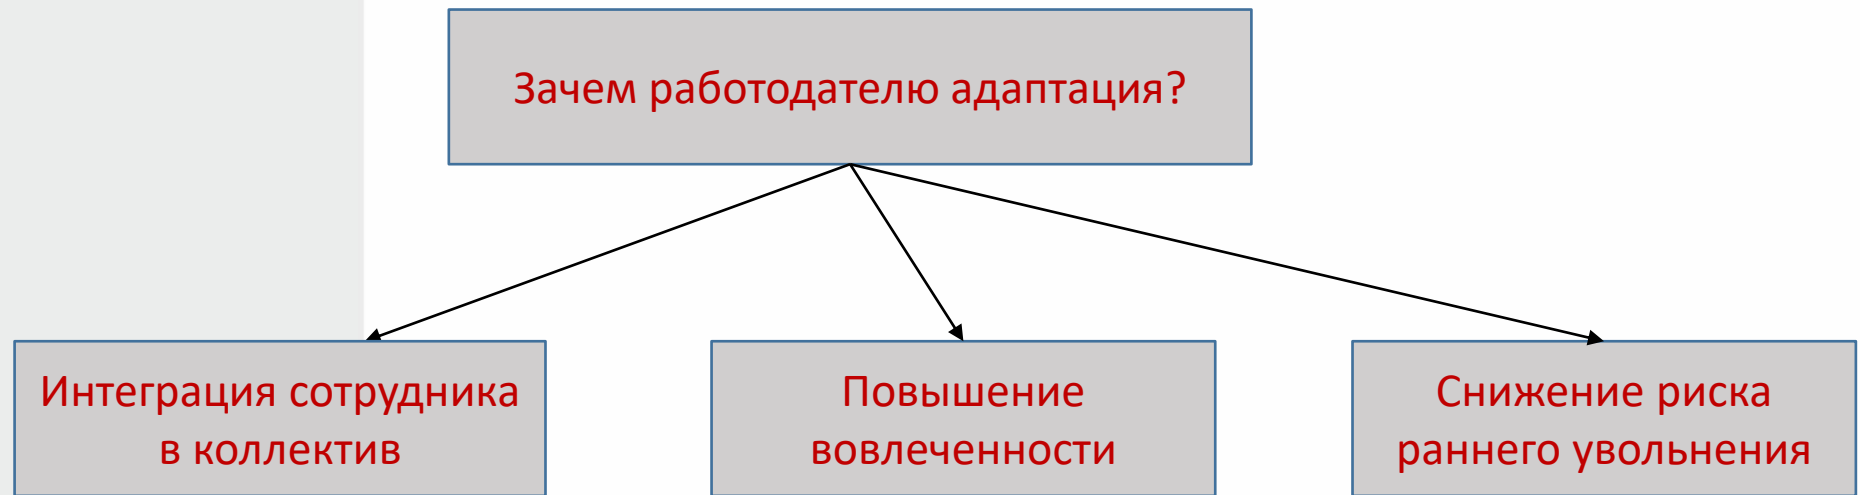 Зачем работодателю адаптация?
Интеграция сотрудника
в коллектив
Повышение
вовлеченности
Снижение риска
раннего увольнения